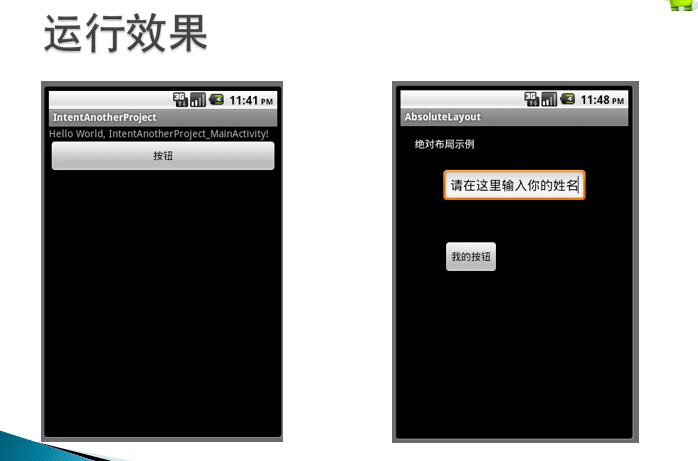 运行效果
3G 11:41 PM
IntentAnotherProject
Hello World, IntentAnotherProject_MainActivity!
按钮
3G 11:48 PM
AbsoluteLayout
绝对布局示例
请在这里输入你的姓名
我的按钮